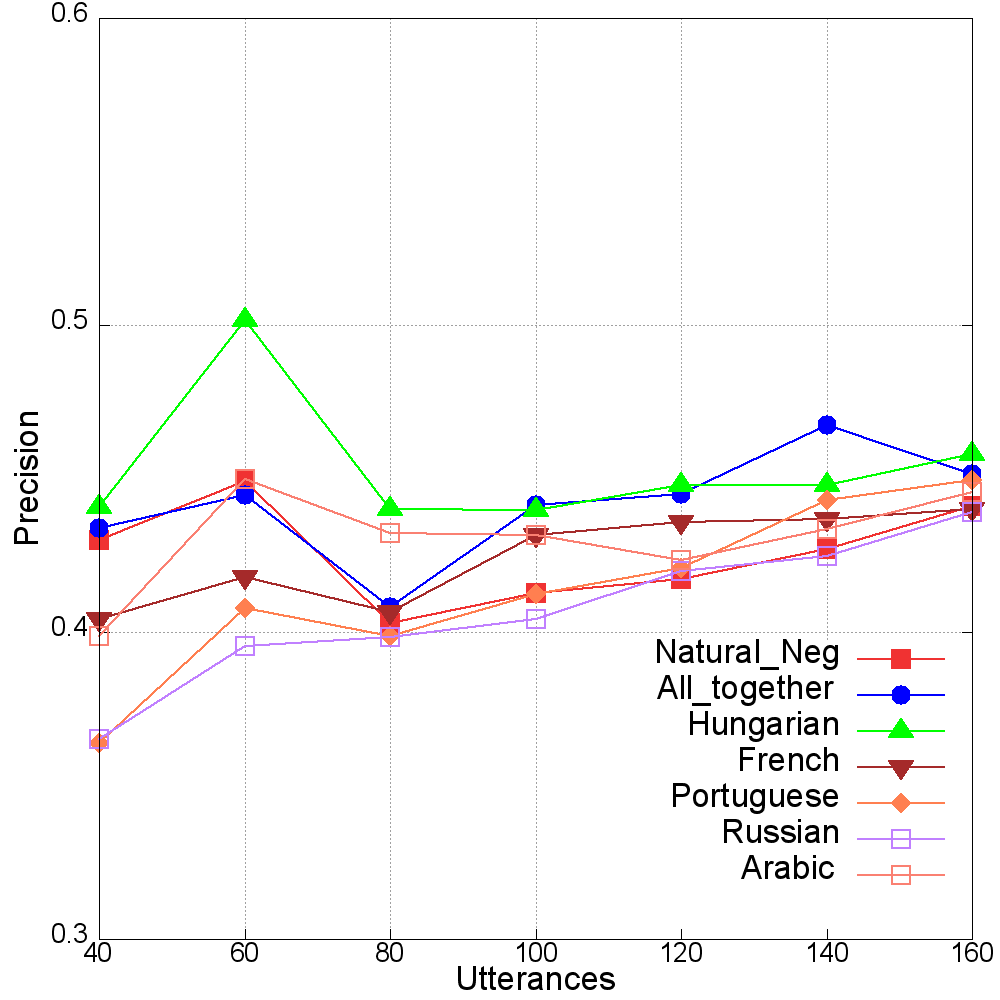 0.6
0.5
0.4
0.3
Precision
Natural_Neg
All_together
Hungarian
French
Portuguese
Russian
Arabic
40 60 80 100 120 140 160
Utterances